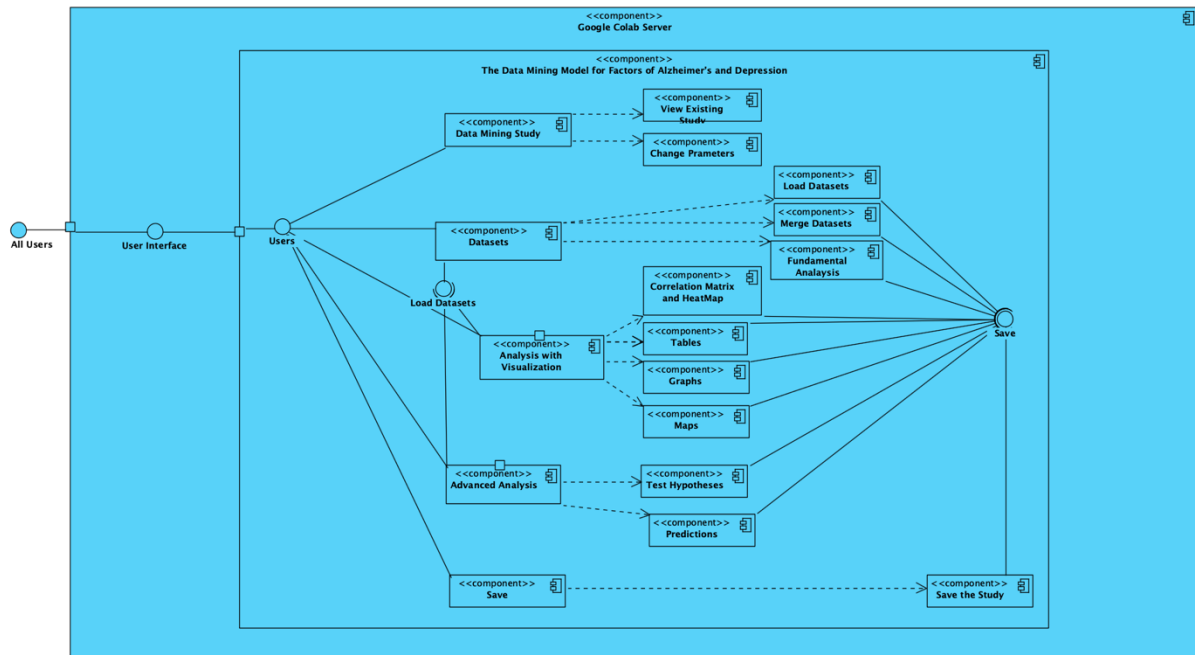 <<component>>
Google Colab Server
<<component>>
The Data Mining Model for Factors of Alzheimer's and Depression
<<component>>
View Existing
Study
<<component>>
Data Mining Study
<<component>>
Change Prameters
<<component>>
Load Datasets
<<component>>
Merge Datasets
All Users
User Interface
Users
<<component>>
Datasets
<<component>>
Fundamental
Analaysis
Load Datasets
<<component>>
Correlation Matrix
and HeatMap
<<component>>
Tables
Save
<<component>>
Analysis with
Visualization
<<component>>
Graphs
<<component>>
Maps
<<component>>
Advanced Analysis
<<component>>
Test Hypotheses
<<component>>
Predictions
<<component>>
Save
<<component>>
Save the Study